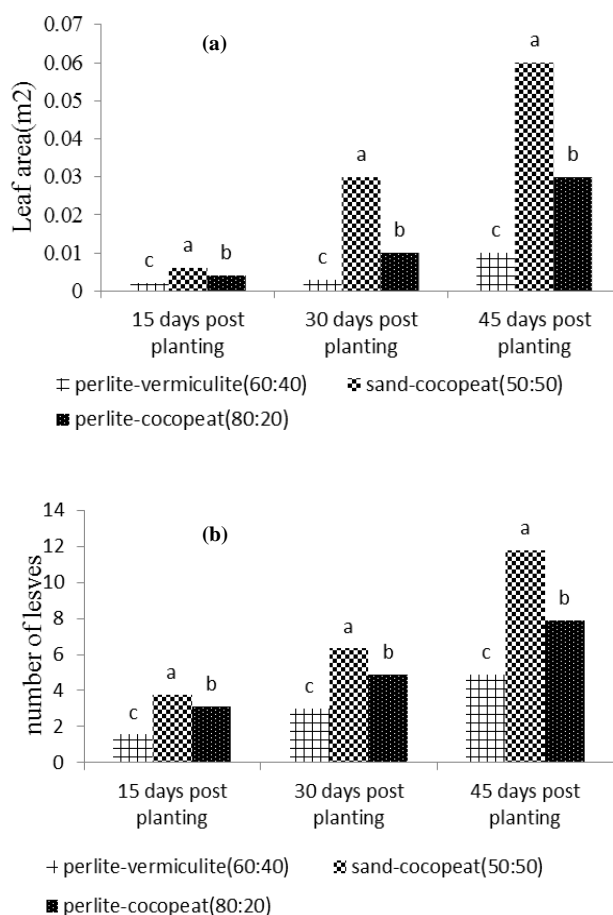 (a)
Leaf area(m2)
0.07
0.06
0.05
0.04
0.03
0.02
0.01
0
c a b
c a b
c a b
15 days post
planting
30 days post
planting
45 days post
planting
perlite-vermiculite(60:40) sand-cocopeat(50:50)
perlite-cocopeat(80:20)
(b)
number of lesves
14
12
10
8
6
4
2
0
c a b
c a b
c a b
15 days post
planting
30 days post
planting
45 days post
planting
perlite-vermiculite(60:40) sand-cocopeat(50:50)
perlite-cocopeat(80:20)